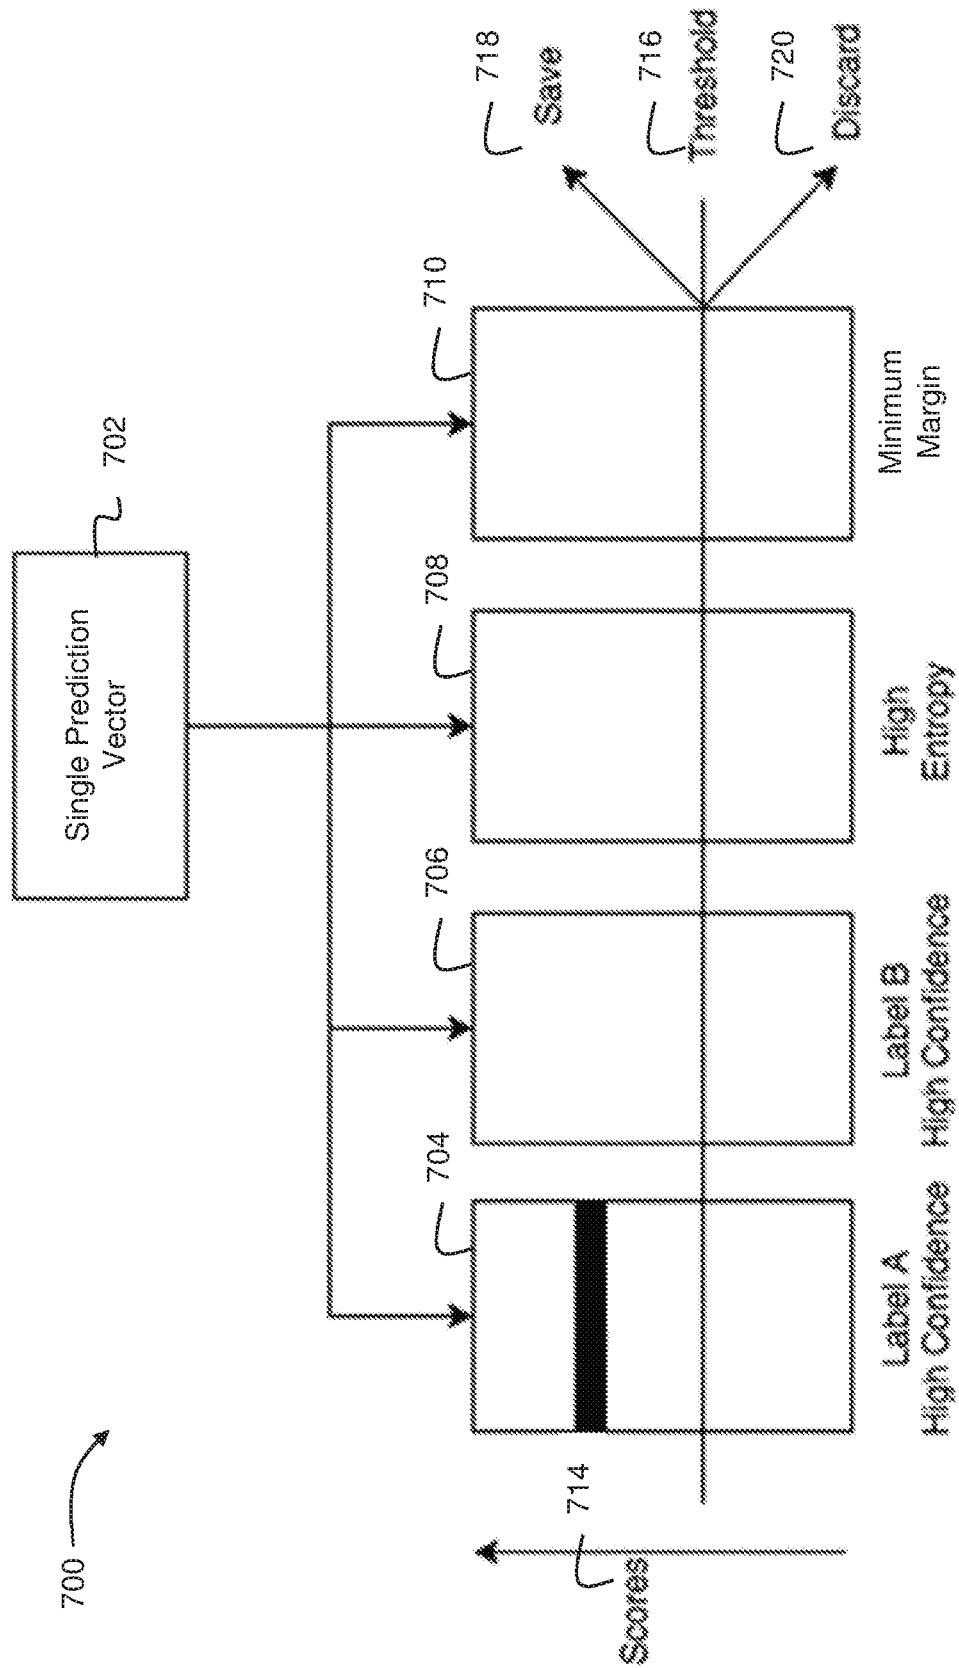 700
Single Prediction
Vector
702
704
706
708
710
714
Scores
718
Save
716
Threshold
720
Discard
Label A
High Confidence
Label B
High Confidence
High
Entropy
Minimum
Margin